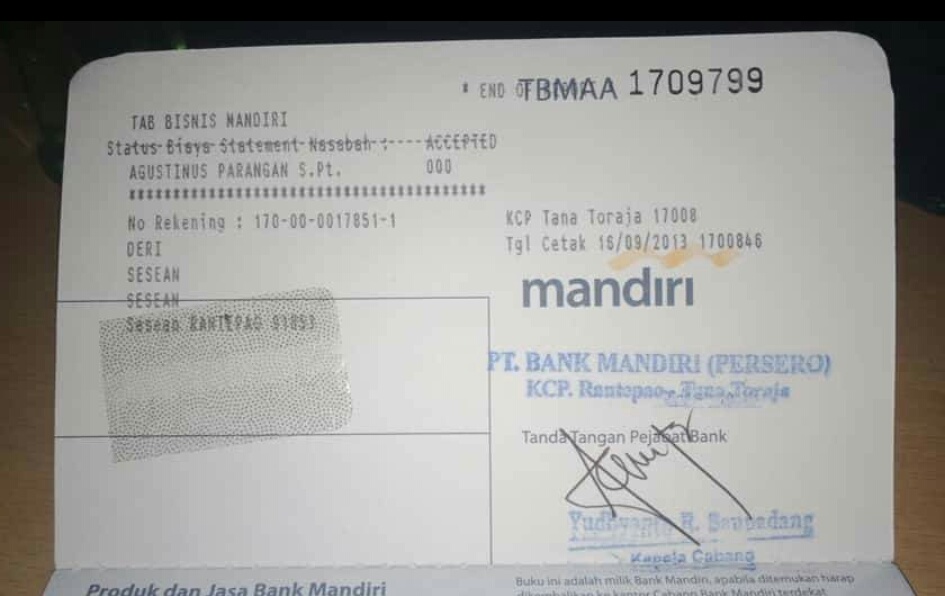 * END OF TBMAA 1709799
TAB BISNIS MANDIRI
Status Biaya Statement Nasabah :---- ACCEPTED
AGUSTINUS PARANGAN S.Pt. 000
******************************************
No Rekening : 170-00-0017851-1
KCP Tana Toraja 17008
DERI
Tgl Cetak 16/09/2013 1700846
SESEAN
SESEAN
mandiri
Sesean RANTEPAO 91853
PT. BANK MANDIRI (PERSERO)
KCP. Rantepao - Tana Toraja
Tanda Tangan Pejabat Bank
R.
Kepala Cabang
Produk dan Jasa Bank Mandiri
Buku ini adalah milik Bank Mandiri, apabila ditemukan harap
dikembalikan ke kantor Cabang Bank Mandiri terdekat